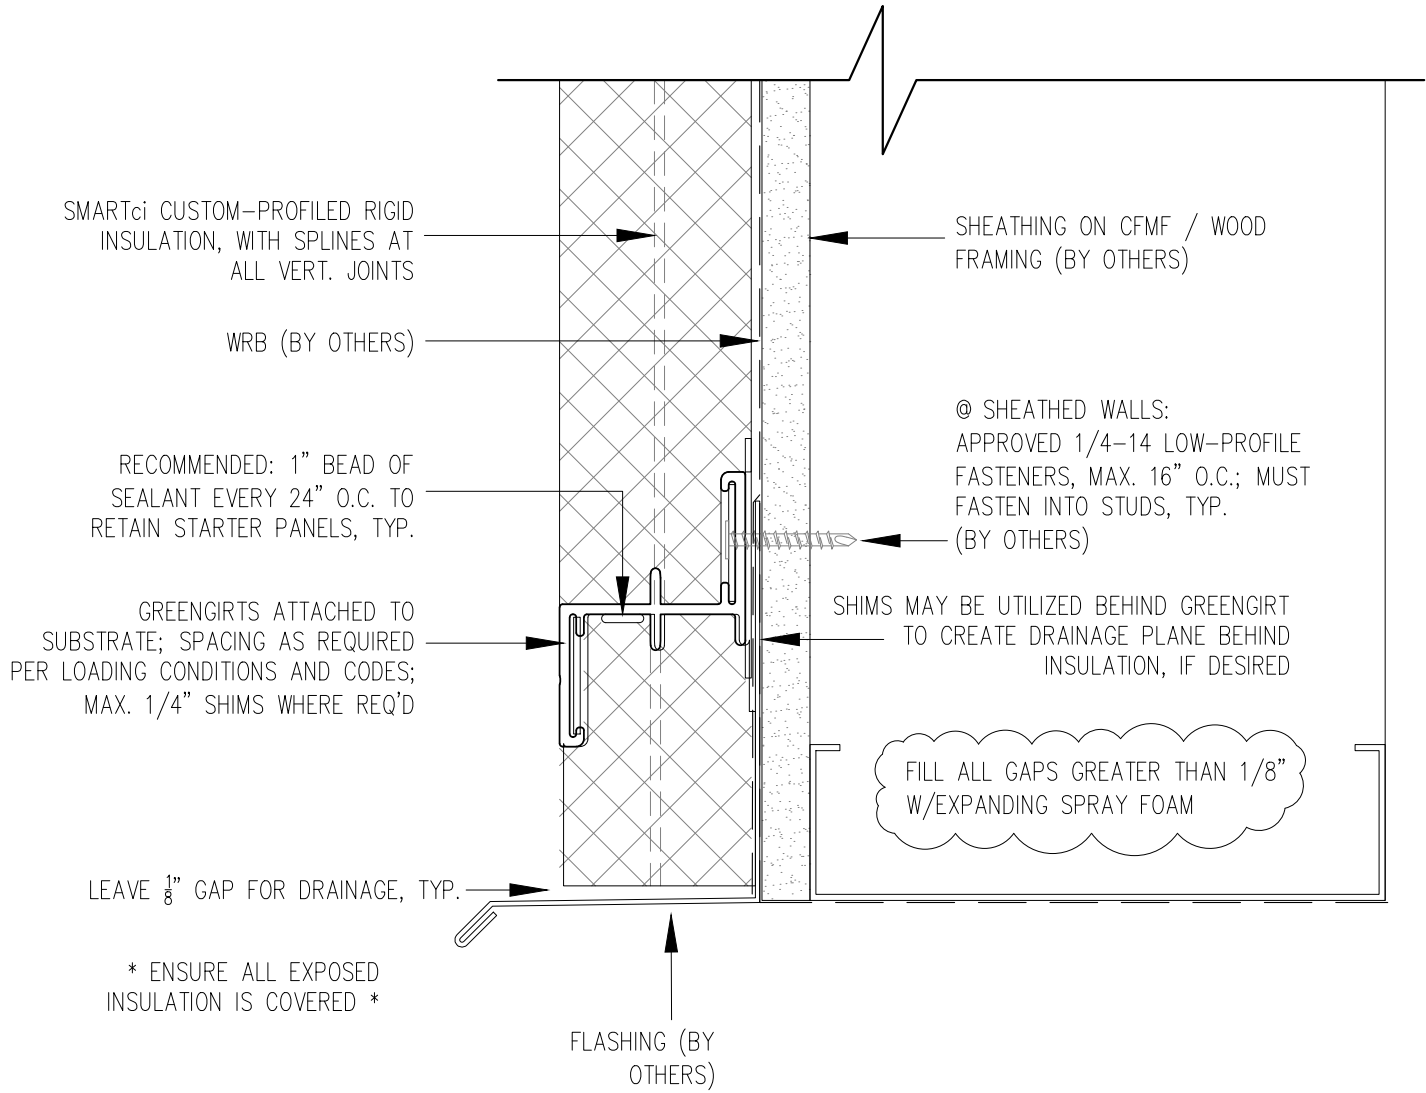 SMARTci CUSTOM-PROFILED RIGID
INSULATION, WITH SPLINES AT
ALL VERT. JOINTS
WRB (BY OTHERS)
RECOMMENDED: 1” BEAD OF
SEALANT EVERY 24” O.C. TO
RETAIN STARTER PANELS, TYP.
GREENGIRTS ATTACHED TO
SUBSTRATE; SPACING AS REQUIRED
PER LOADING CONDITIONS AND CODES;
MAX. 1/4” SHIMS WHERE REQ’D
LEAVE 1/8” GAP FOR DRAINAGE, TYP.
* ENSURE ALL EXPOSED
INSULATION IS COVERED *
FLASHING (BY
OTHERS)
SHEATHING ON CFMF / WOOD
FRAMING (BY OTHERS)
@ SHEATHED WALLS:
APPROVED 1/4-14 LOW-PROFILE
FASTENERS, MAX. 16” O.C.; MUST
FASTEN INTO STUDS, TYP.
(BY OTHERS)
SHIMS MAY BE UTILIZED BEHIND GREENGIRT
TO CREATE DRAINAGE PLANE BEHIND
INSULATION, IF DESIRED
FILL ALL GAPS GREATER THAN 1/8”
W/EXPANDING SPRAY FOAM